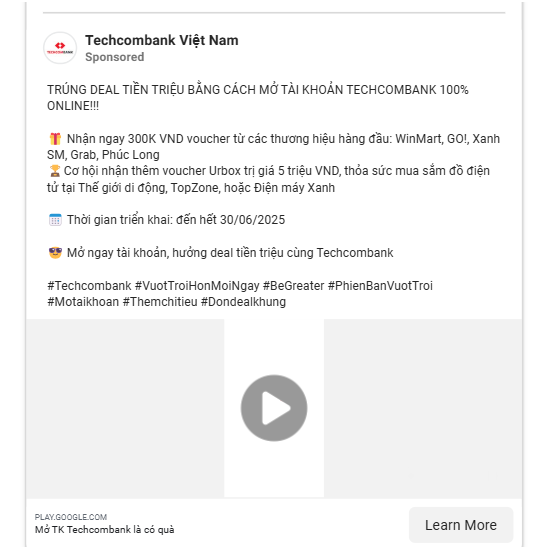 Techcombank Việt Nam
Sponsored
TECHCOMBANK
TRÚNG DEAL TIỀN TRIỆU BẰNG CÁCH MỞ TÀI KHOẢN TECHCOMBANK 100%
ONLINE!!!
🎁 Nhận ngay 300K VND voucher từ các thương hiệu hàng đầu: WinMart, GO!, Xanh
SM, Grab, Phúc Long
🏆Cơ hội nhận thêm voucher Urbox trị giá 5 triệu VND, thỏa sức mua sắm đồ điện
tử tại Thế giới di động, TopZone, hoặc Điện máy Xanh
🗓️ Thời gian triển khai: đến hết 30/06/2025
😎 Mở ngay tài khoản, hưởng deal tiền triệu cùng Techcombank
#Techcombank #VuotTroiHonMoiNgay #BeGreater #PhienBanVuotTroi
#Motaikhoan #Themchitieu #Dondealkhung
PLAY.GOOGLE.COM
Mở TK Techcombank là có quà
Learn More